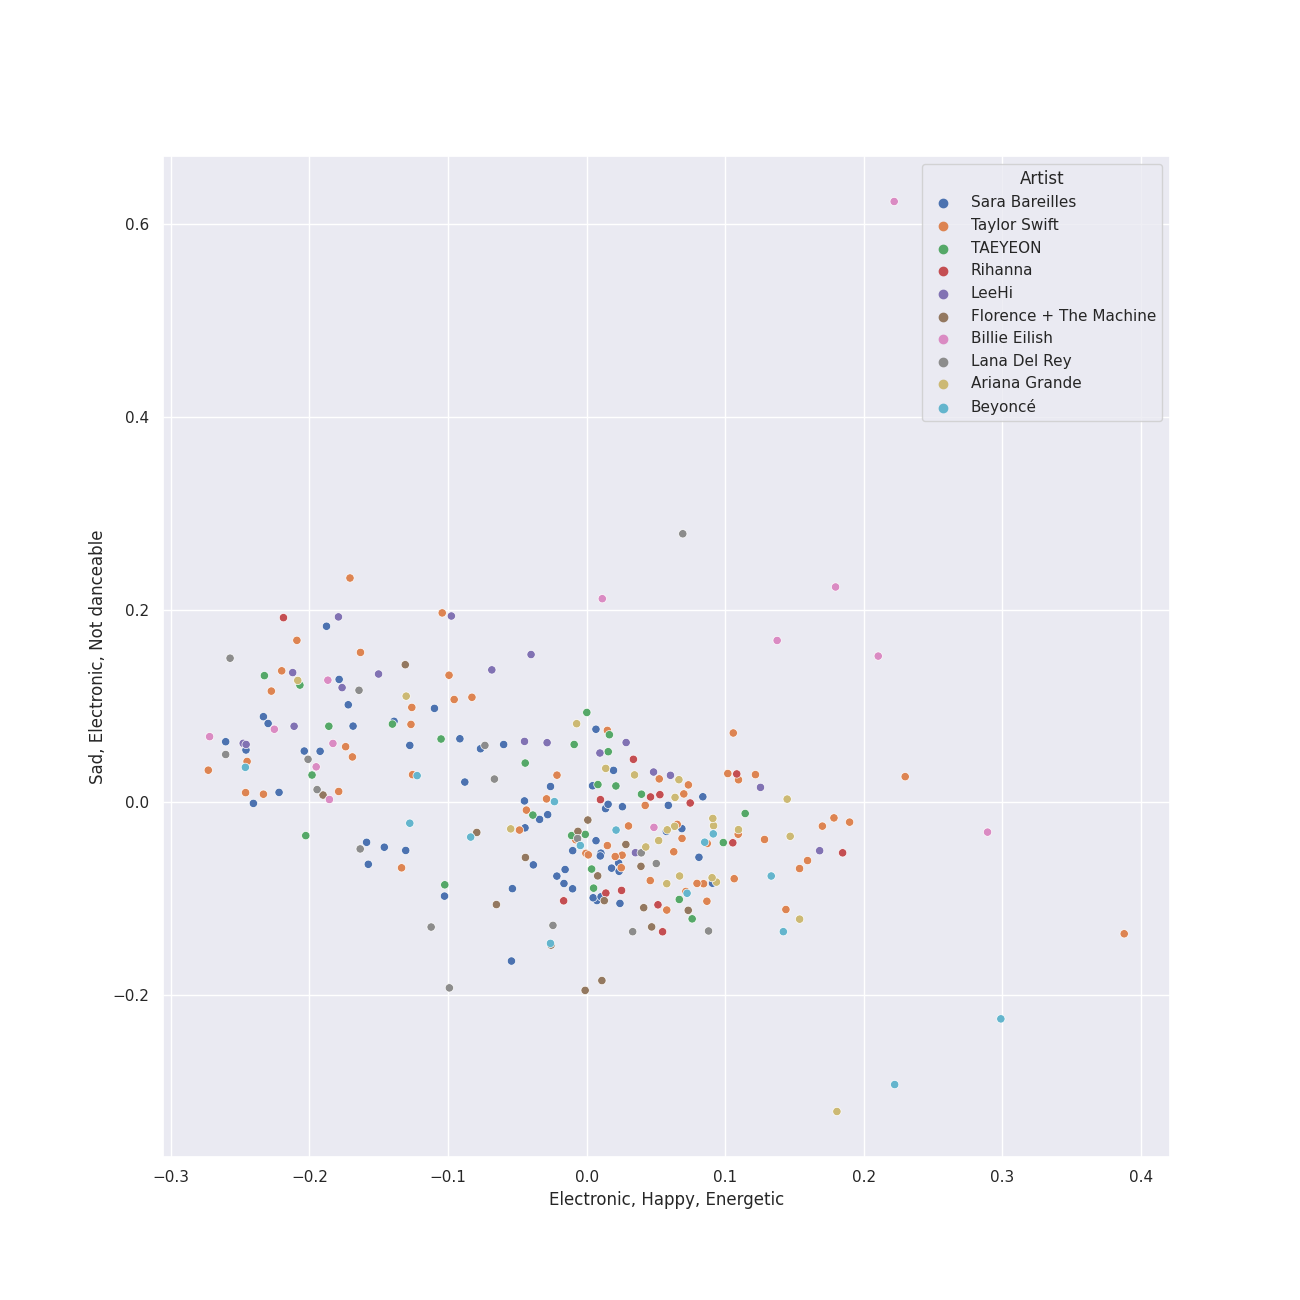 Artist
Sara Bareilles
Taylor Swift
TAEYEON
Rihanna
LeeHi
Florence + The Machine
Billie Eilish
Lana Del Rey
Ariana Grande
Beyoncé
0.6
0.4
0.2
0.0
−0.2
Sad, Electronic, Not danceable
−0.3 −0.2 −0.1 0.0 0.1 0.2 0.3 0.4
Electronic, Happy, Energetic